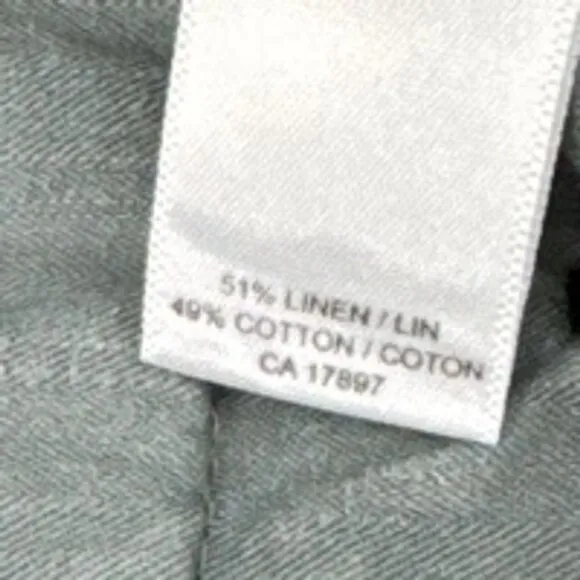 51% LINEN / LIN
49% COTTON / COTON
CA 17897